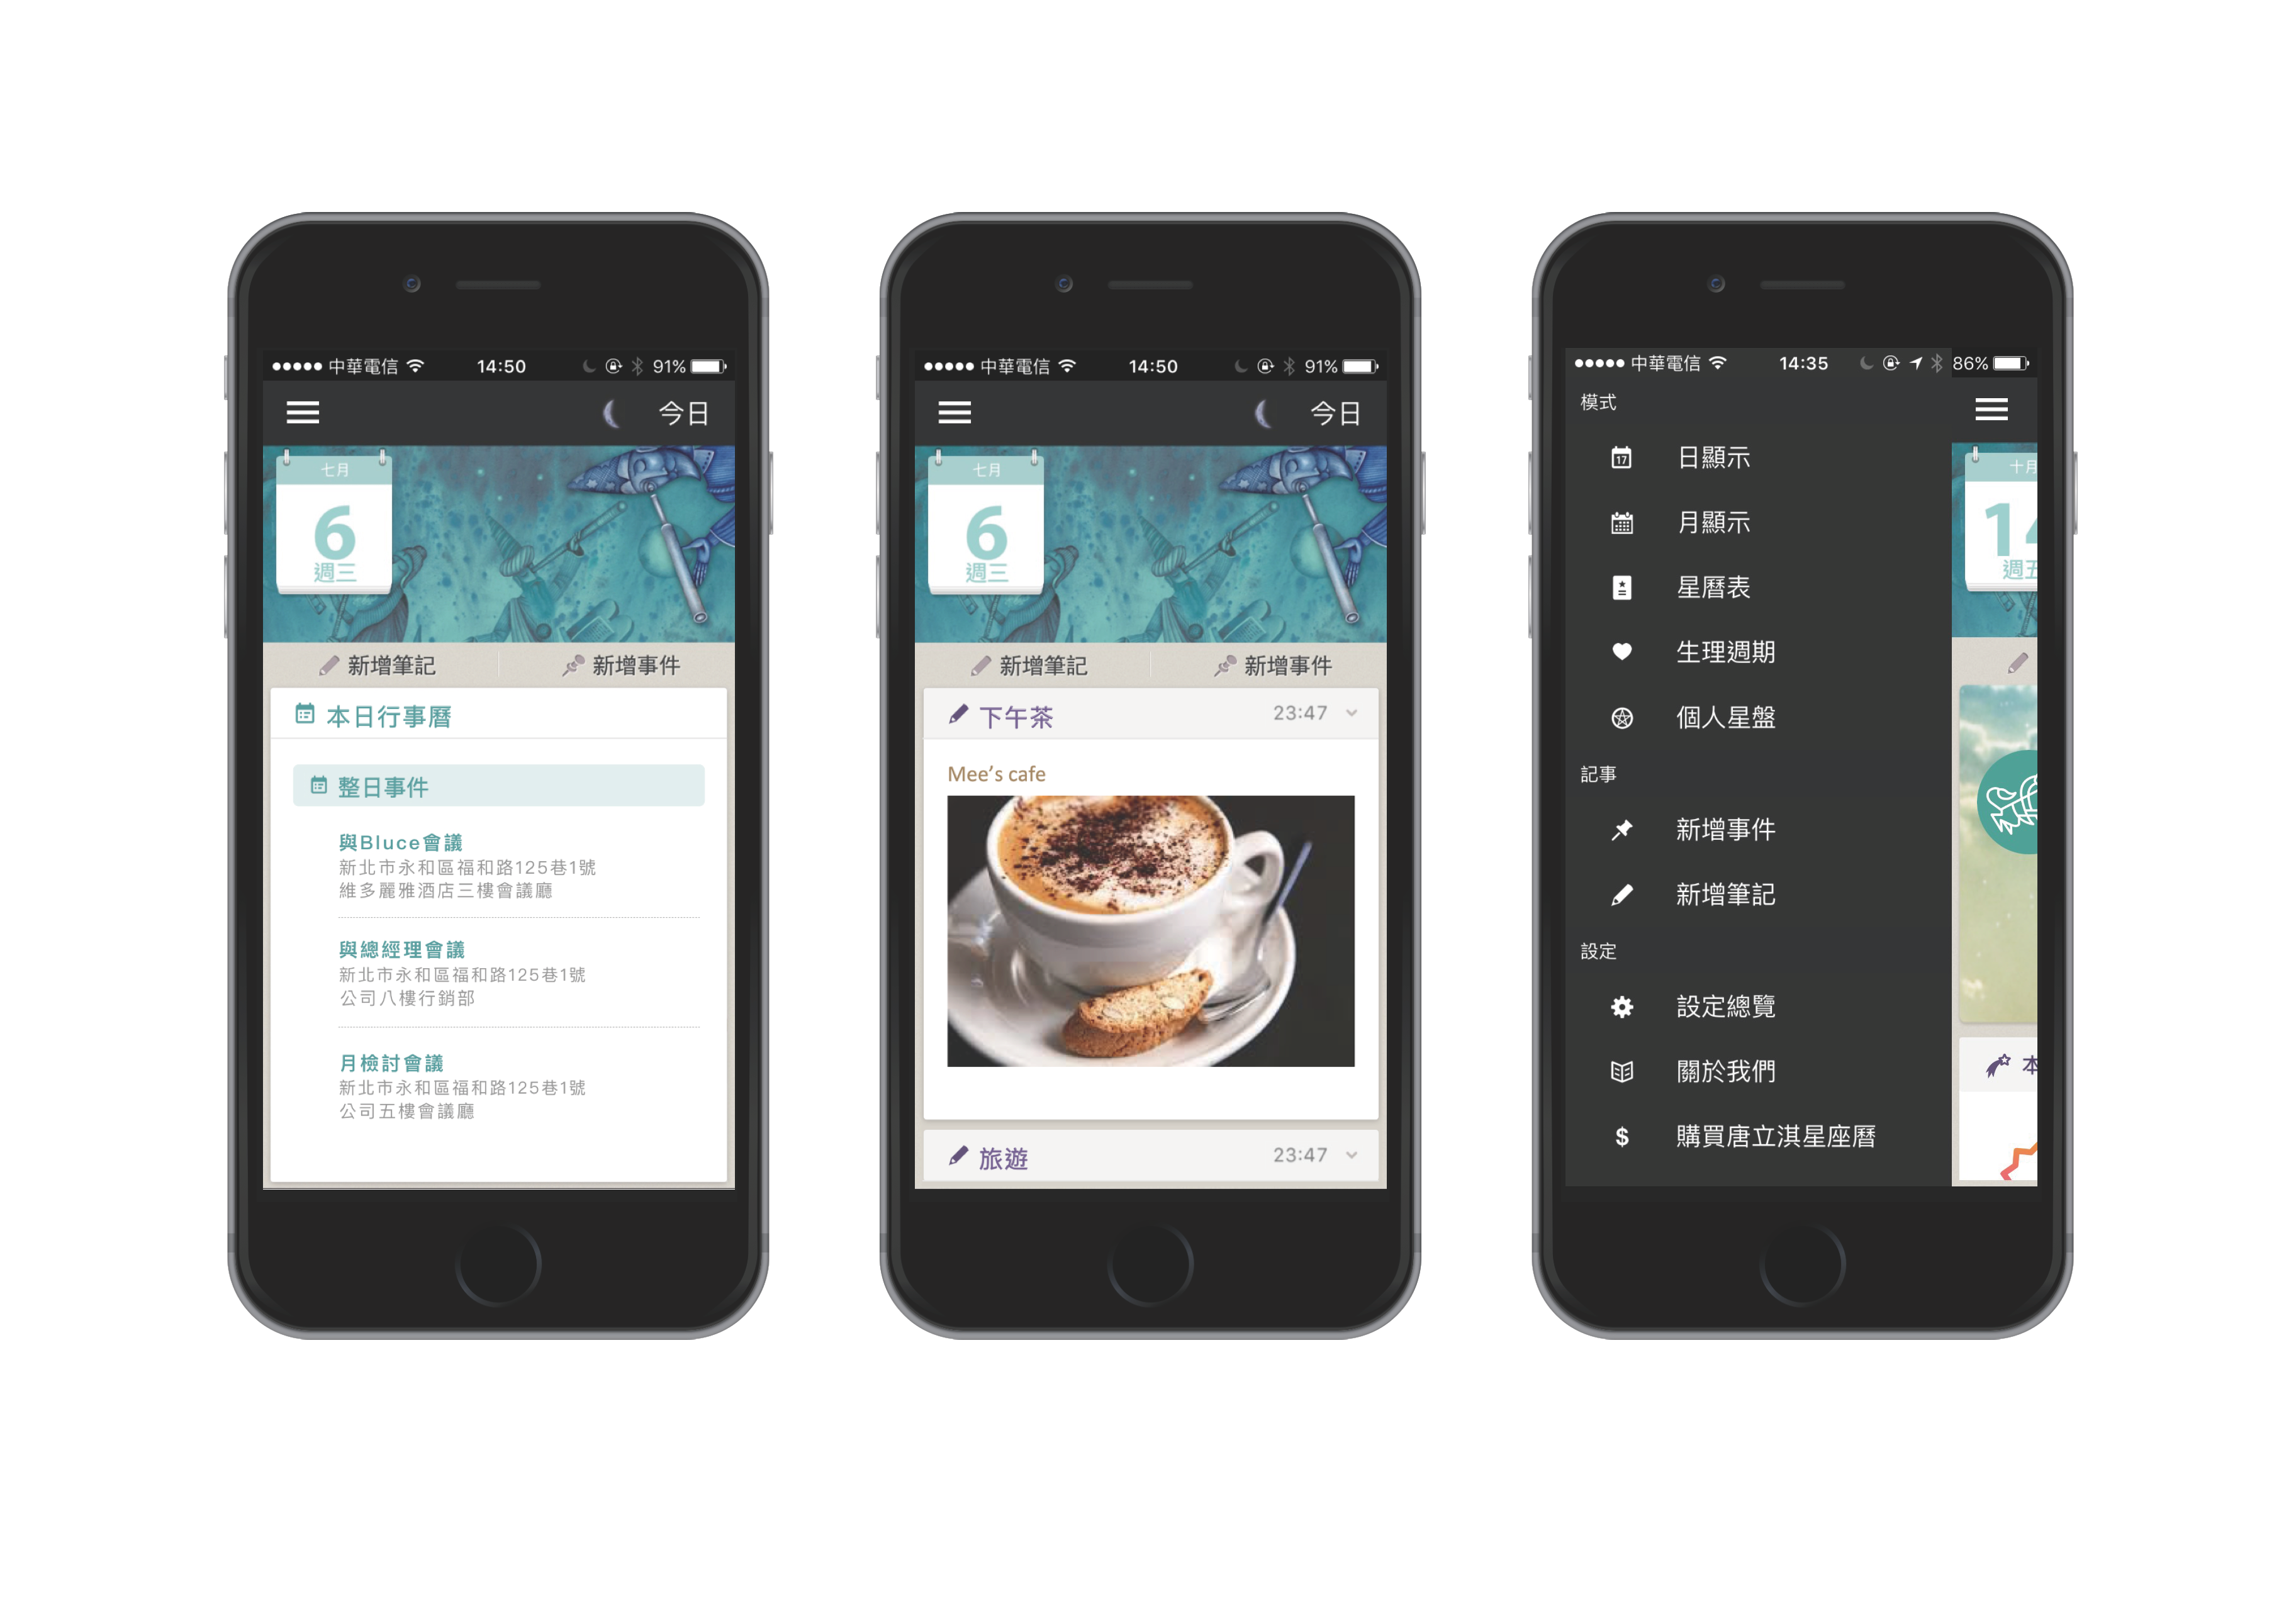 中華電信 14:50 91%
今日
七月
6
週三
新增筆記 新增事件
本日行事曆
整日事件
與Bluce會議
新北市永和區福和路125巷1號
維多麗雅酒店三樓會議廳
與總經理會議
新北市永和區福和路125巷1號
公司八樓行銷部
月檢討會議
新北市永和區福和路125巷1號
公司五樓會議廳
中華電信 14:50 91%
今日
七月
6
週三
新增筆記 新增事件
下午茶 23:47
Mee's cafe
旅遊 23:47
中華電信 14:35 86%
模式
17 日顯示
月顯示
星曆表
生理週期
個人星盤
記事
新增事件
新增筆記
設定
設定總覽
關於我們
$ 購買唐立淇星座曆
十月
14
週五
本